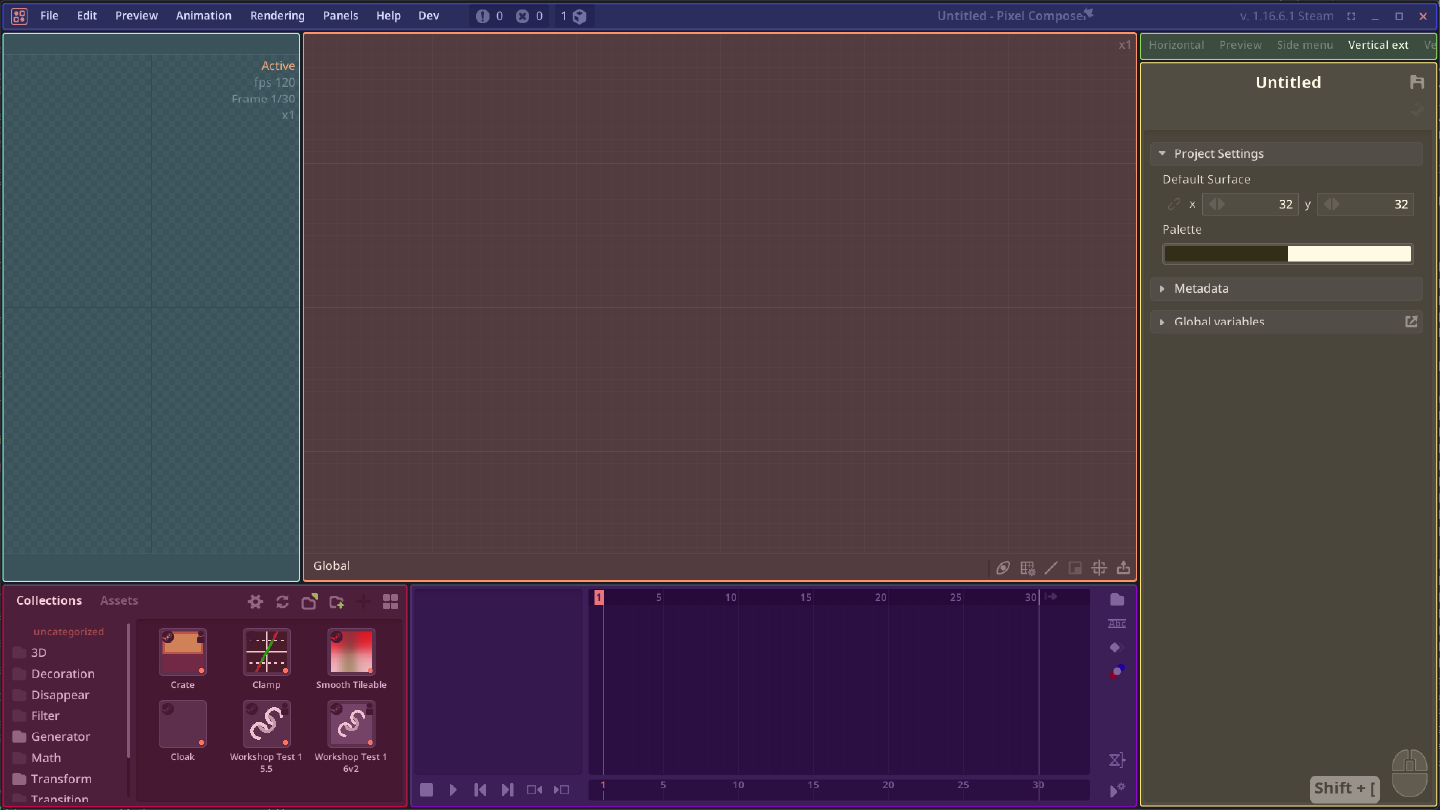 File Edit Preview Animation Rendering Panels Help Dev 0 0 1 Untitled - Pixel Composer v. 1.16.6.1 Steam
Horizontal Preview Side menu Vertical ext Ve
Active
fps 120
Frame 1/30
x1
x1
Global
Untitled
Project Settings
Default Surface
x 32 y 32
Palette
Metadata
Global variables
Collections Assets
uncategorized
3D
Decoration
Disappear
Filter
Generator
Math
Transform
Transition
Crate Clamp Smooth Tileable
Cloak Workshop Test 1 Workshop Test 1
5.5 6v2
1 5 10 15 20 25 30
Abc
1 5 10 15 20 25 30
Shift + [